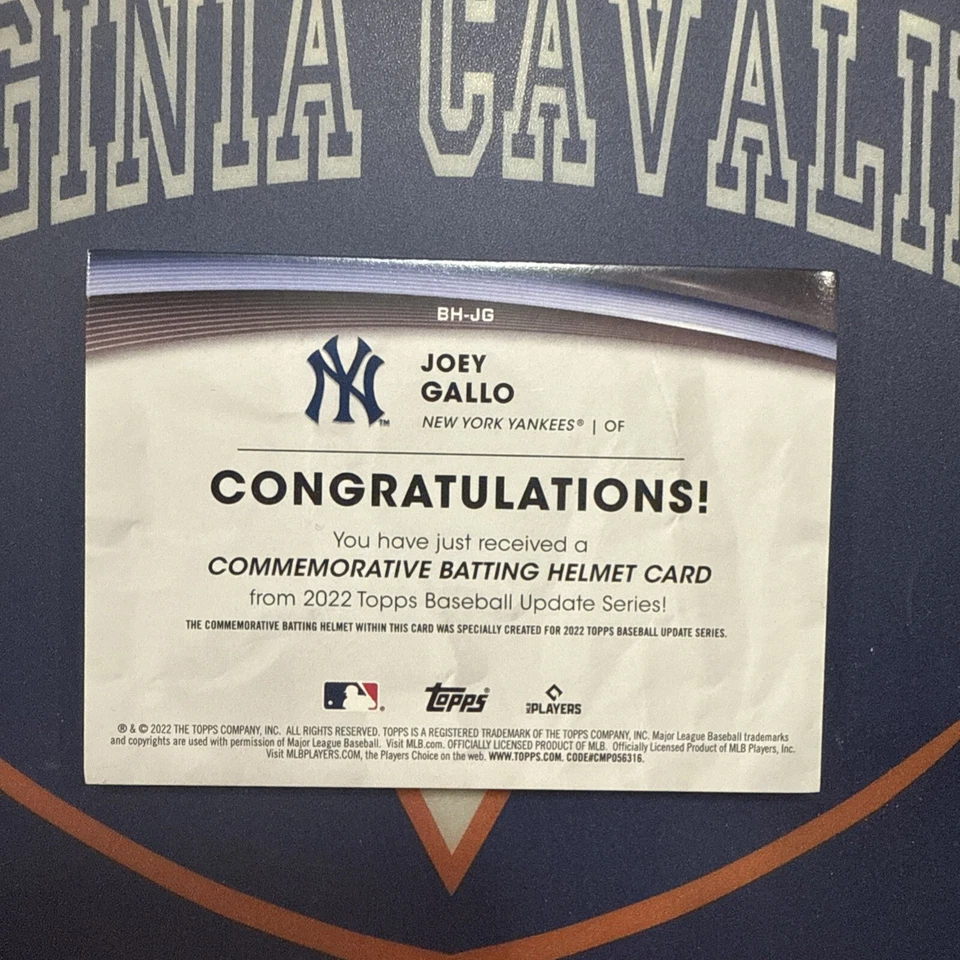 GINIA CAVALI
BH-JG
NY
TM
JOEY
GALLO
NEW YORK YANKEES® | OF
CONGRATULATIONS!
You have just received a
COMMEMORATIVE BATTING HELMET CARD
from 2022 Topps Baseball Update Series!
THE COMMEMORATIVE BATTING HELMET WITHIN THIS CARD WAS SPECIALLY CREATED FOR 2022 TOPPS BASEBALL UPDATE SERIES.
topps® MLB PLAYERS
® & © 2022 THE TOPPS COMPANY, INC. ALL RIGHTS RESERVED. TOPPS IS A REGISTERED TRADEMARK OF THE TOPPS COMPANY, INC. Major League Baseball trademarks
and copyrights are used with permission of Major League Baseball. Visit MLB.com. OFFICIALLY LICENSED PRODUCT OF MLB. Officially Licensed Product of MLB Players, Inc.
Visit MLBPLAYERS.COM, the Players Choice on the web. WWW.TOPPS.COM. CODE#CMP056316.